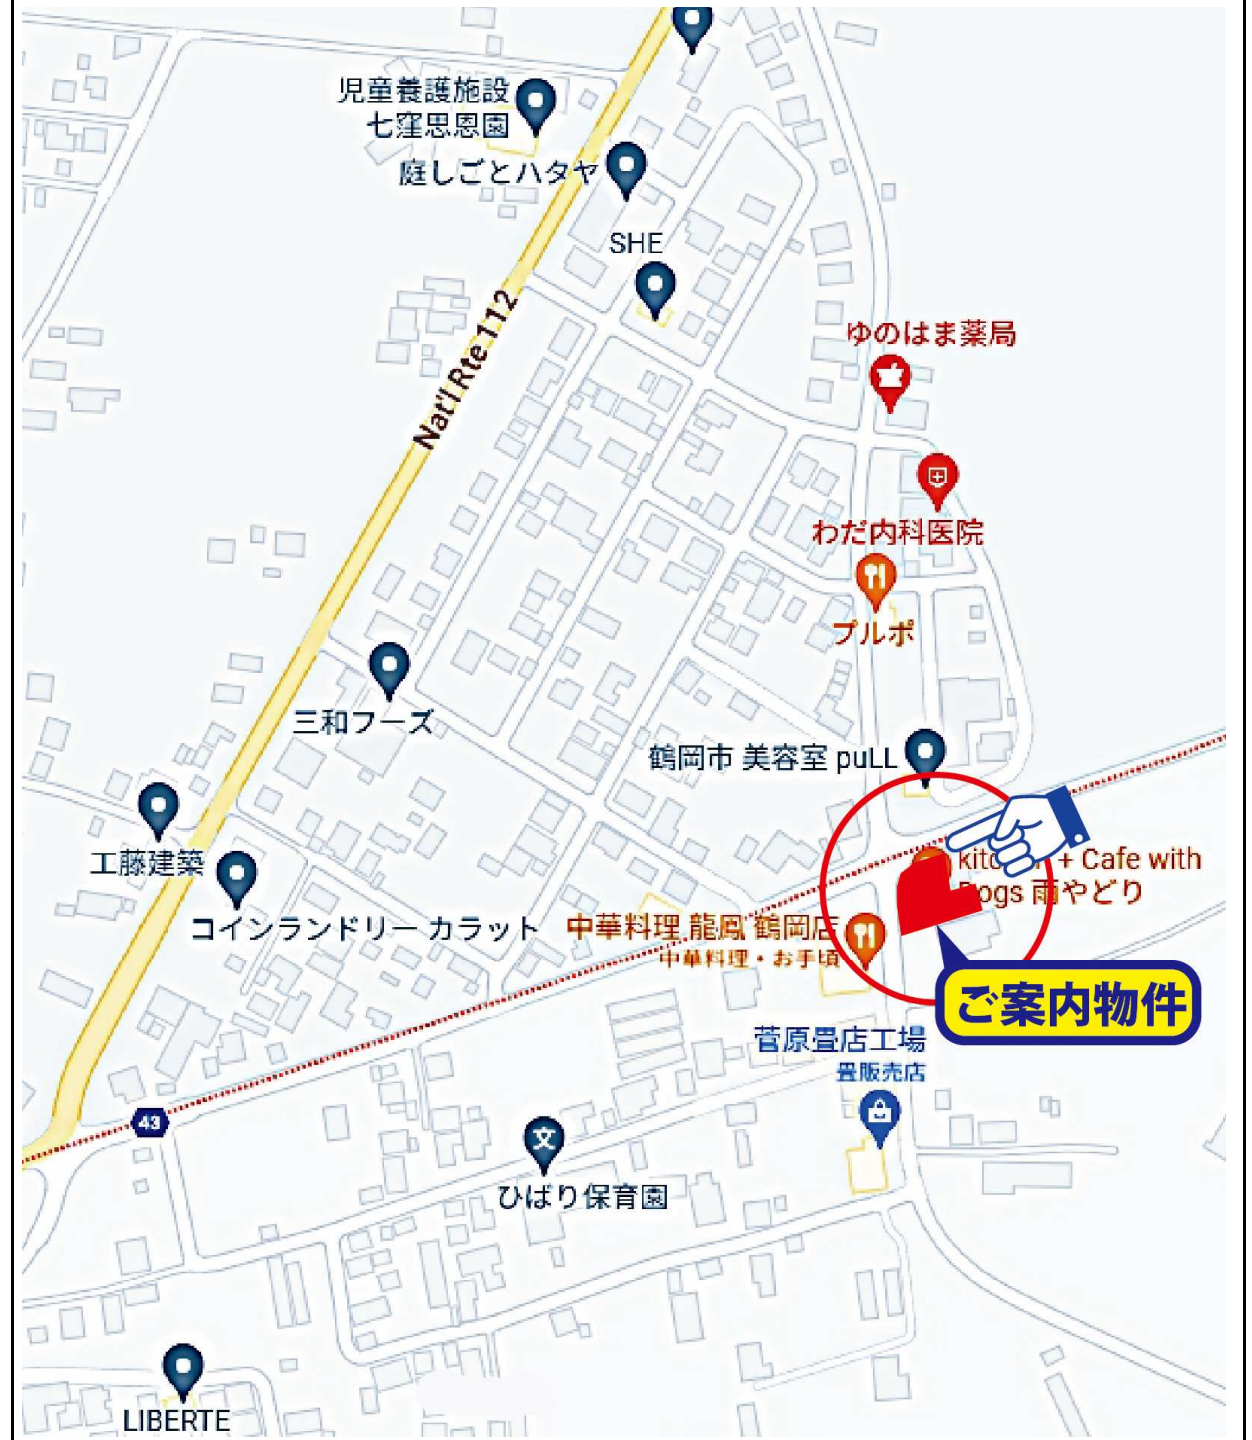 児童養護施設
七窪思恩園
庭しごとハタヤ
SHE
Nat'l Rte 112
ゆのはま薬局
わだ内科医院
プルポ
三和フーズ
鶴岡市 美容室 puLL
工藤建築
コインランドリー カラット
+ Cafe with
ogs 雨やどり
中華料理 龍鳳 鶴岡店
中華料理・お手頃
ご案内物件
菅原畳店工場
畳販売店
43
文
ひばり保育園
LIBERTE